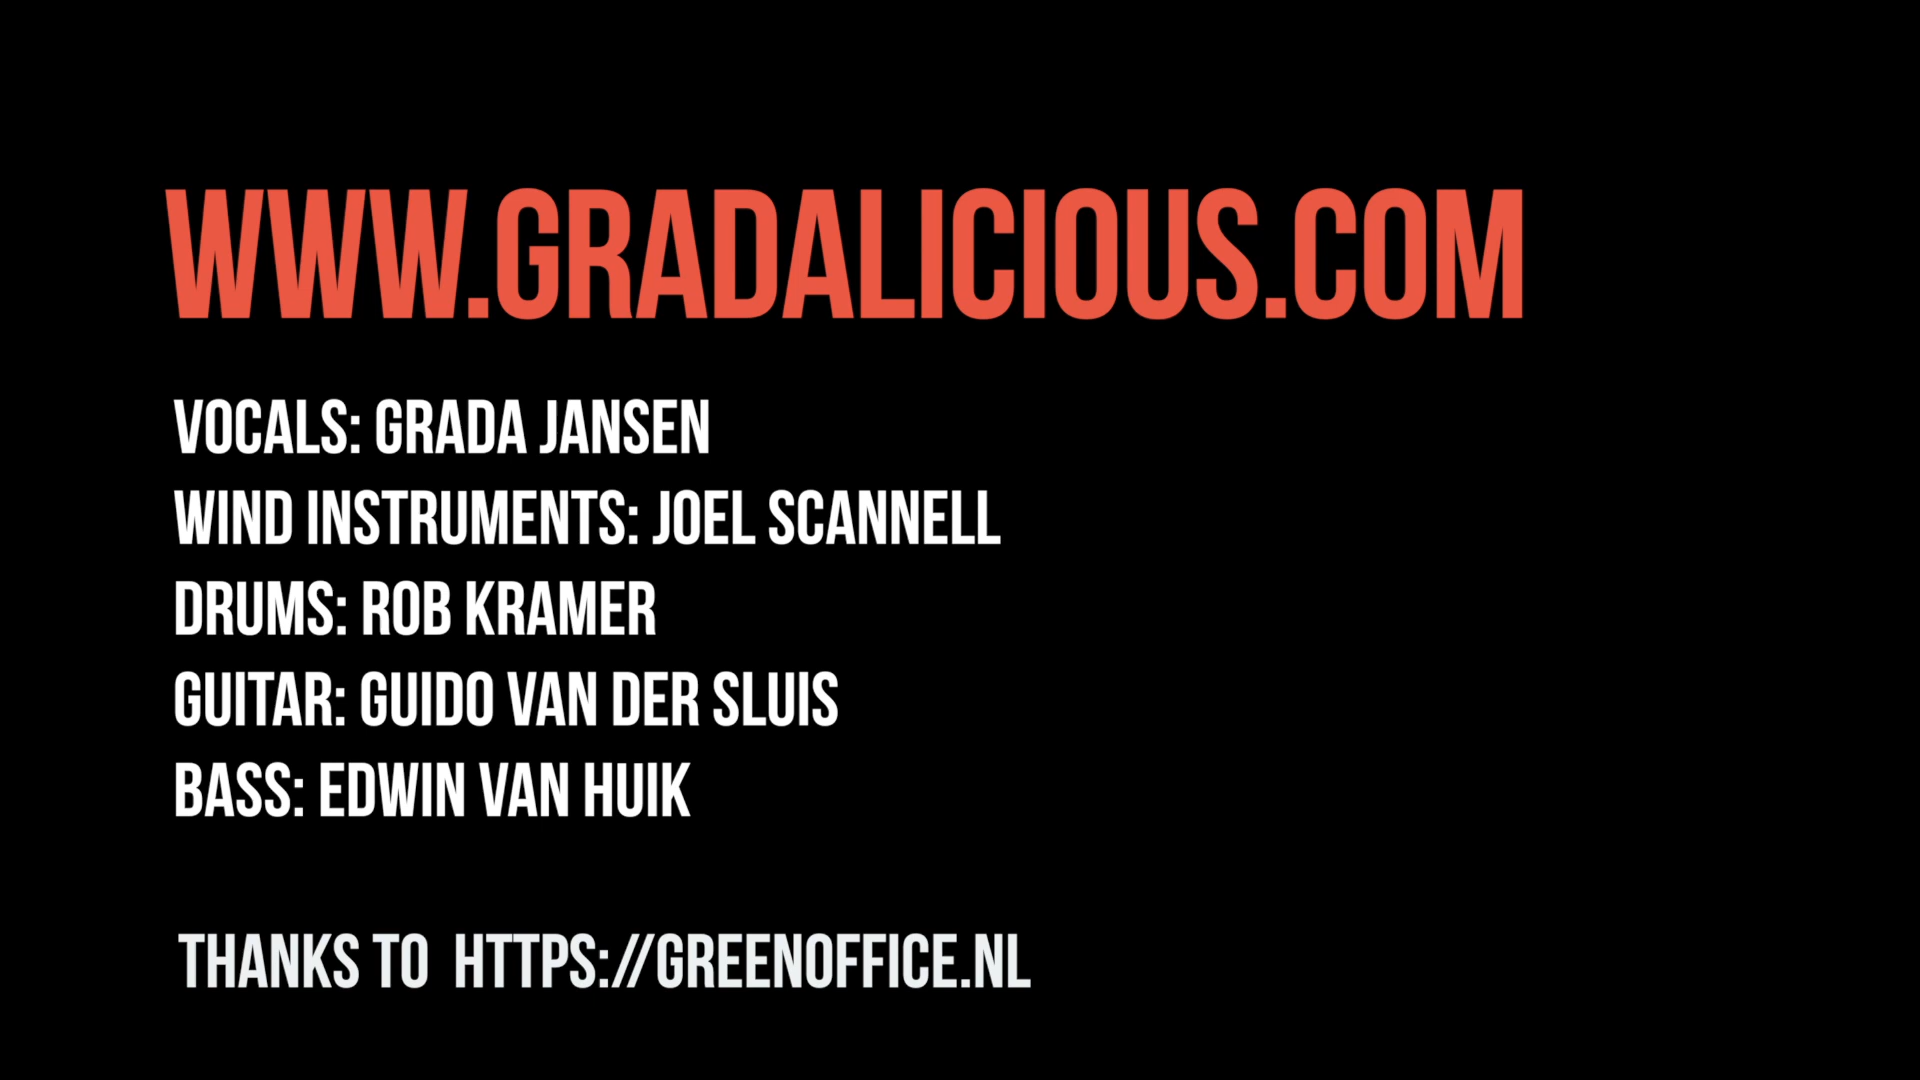 WWW.GRADALICIOUS.COM
VOCALS: GRADA JANSEN
WIND INSTRUMENTS: JOEL SCANNELL
DRUMS: ROB KRAMER
GUITAR: GUIDO VAN DER SLUIS
BASS: EDWIN VAN HUIK
THANKS TO HTTPS://GREENOFFICE.NL